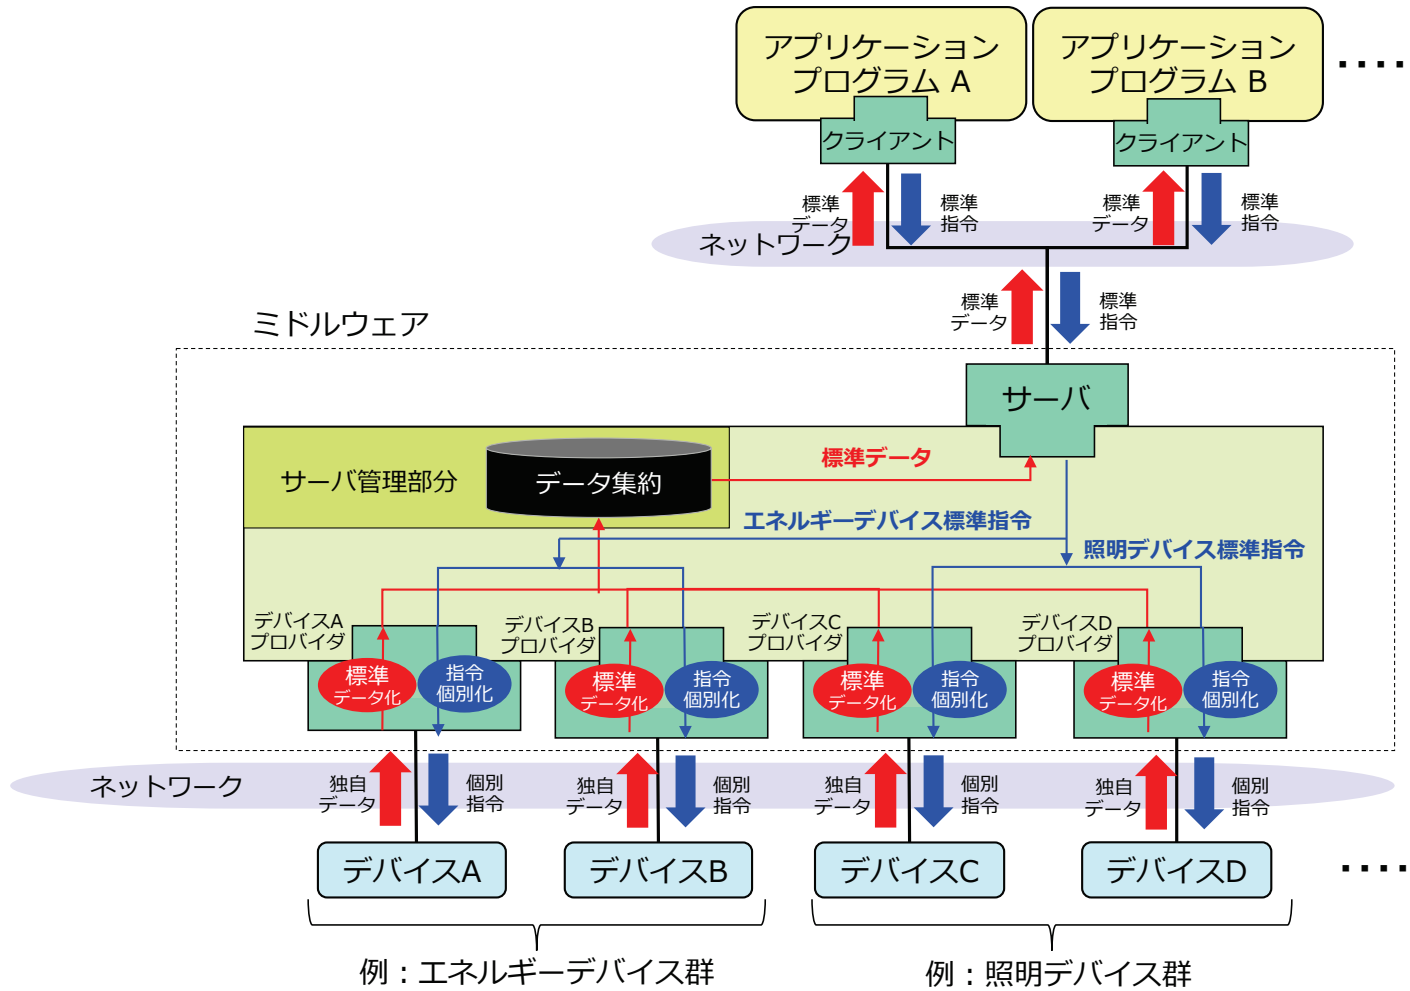 アプリケーション
プログラム A
アプリケーション
プログラム B
････
クライアント
クライアント
標準
データ
標準
指令
標準
データ
標準
指令
ネットワーク
標準
データ
標準
指令
ミドルウェア
サーバ
サーバ管理部分
データ集約
標準データ
エネルギーデバイス標準指令
照明デバイス標準指令
デバイスA
プロバイダ
デバイスB
プロバイダ
デバイスC
プロバイダ
デバイスD
プロバイダ
標準
データ化
指令
個別化
標準
データ化
指令
個別化
標準
データ化
指令
個別化
標準
データ化
指令
個別化
ネットワーク
独自
データ
個別
指令
独自
データ
個別
指令
独自
データ
個別
指令
独自
データ
個別
指令
デバイスA
デバイスB
デバイスC
デバイスD
････
例：エネルギーデバイス群
例：照明デバイス群